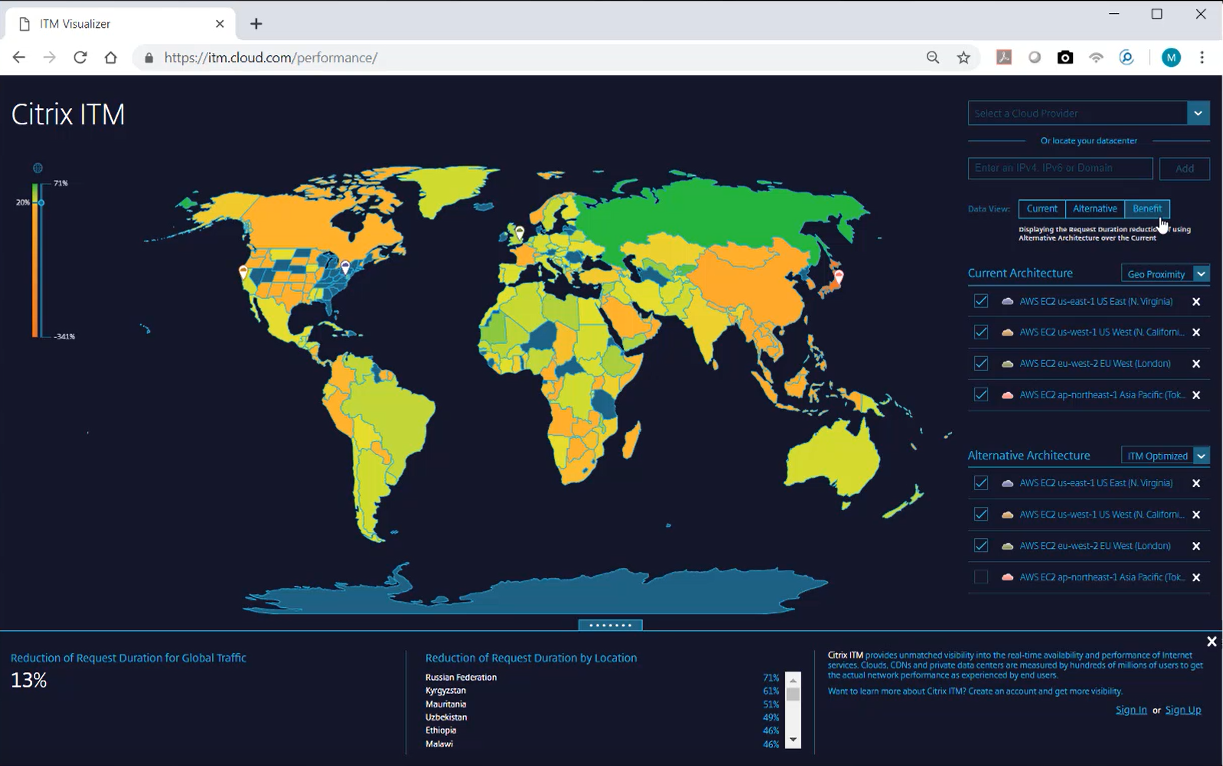 ITM Visualizer
https://itm.cloud.com/performance/
M
Citrix ITM
71%
20%
-341%
Select a Cloud Provider
Or locate your datacenter
Enter an IPv4, IPv6 or Domain
Add
Data View:
Current
Alternative
Benefit
Displaying the Request Duration reduction of using
Alternative Architecture over the Current
Current Architecture
Geo Proximity
AWS EC2 us-east-1 US East (N. Virginia)
AWS EC2 us-west-1 US West (N. Californi...
AWS EC2 eu-west-2 EU West (London)
AWS EC2 ap-northeast-1 Asia Pacific (Tok...
Alternative Architecture
ITM Optimized
AWS EC2 us-east-1 US East (N. Virginia)
AWS EC2 us-west-1 US West (N. Californi...
AWS EC2 eu-west-2 EU West (London)
AWS EC2 ap-northeast-1 Asia Pacific (Tok...
Reduction of Request Duration for Global Traffic
13%
Reduction of Request Duration by Location
Russian Federation 71%
Kyrgyzstan 61%
Mauritania 51%
Uzbekistan 49%
Ethiopia 46%
Malawi 46%
Citrix ITM provides unmatched visibility into the real-time availability and performance of Internet
services. Clouds, CDNs and private data centers are measured by hundreds of millions of users to get
the actual network performance as experienced by end users.
Want to learn more about Citrix ITM? Create an account and get more visibility.
Sign In or Sign Up